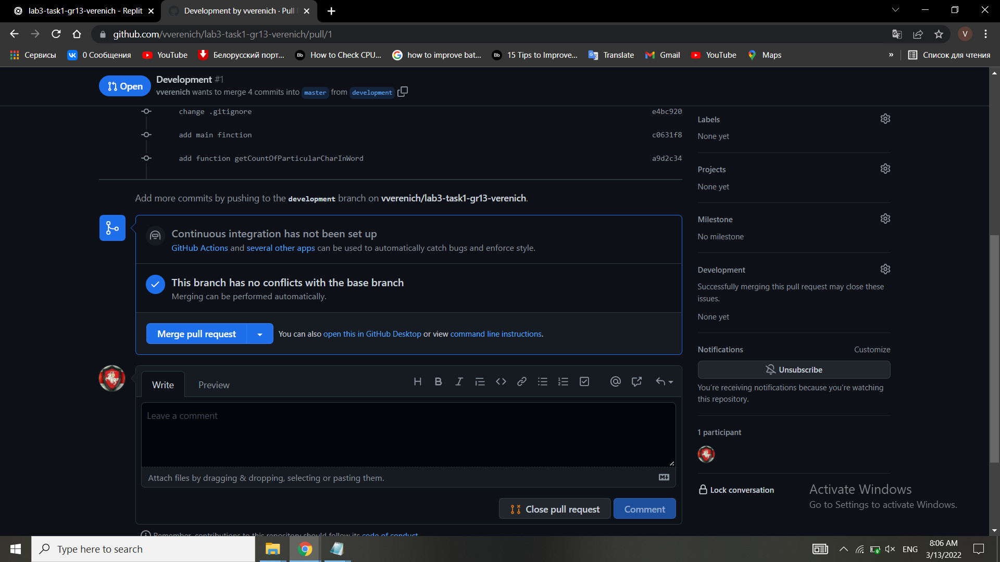 lab3-task1-gr13-verenich - Replit
Development by vverenich · Pull
github.com/vverenich/lab3-task1-gr13-verenich/pull/1
V
Сервисы
0 Сообщения
YouTube
Белорусский порт...
How to Check CPU...
how to improve bat...
15 Tips to Improve...
Translate
Gmail
YouTube
Maps
»
Список для чтения
Open
Development #1
vverenich wants to merge 4 commits into master from development
change .gitignore e4bc920
add main finction c0631f8
add function getCountOfParticularCharInWord a9d2c34
Add more commits by pushing to the development branch on vverenich/lab3-task1-gr13-verenich.
Continuous integration has not been set up
GitHub Actions and several other apps can be used to automatically catch bugs and enforce style.
This branch has no conflicts with the base branch
Merging can be performed automatically.
Merge pull request
You can also open this in GitHub Desktop or view command line instructions.
Write
Preview
Leave a comment
Attach files by dragging & dropping, selecting or pasting them.
Close pull request
Comment
Remember, contributions to this repository should follow its code of conduct
Labels
None yet
Projects
None yet
Milestone
No milestone
Development
Successfully merging this pull request may close these
issues.
None yet
Notifications
Customize
Unsubscribe
You're receiving notifications because you're watching
this repository.
1 participant
Lock conversation
Activate Windows
Go to Settings to activate Windows.
Type here to search
ENG
8:06 AM
3/13/2022